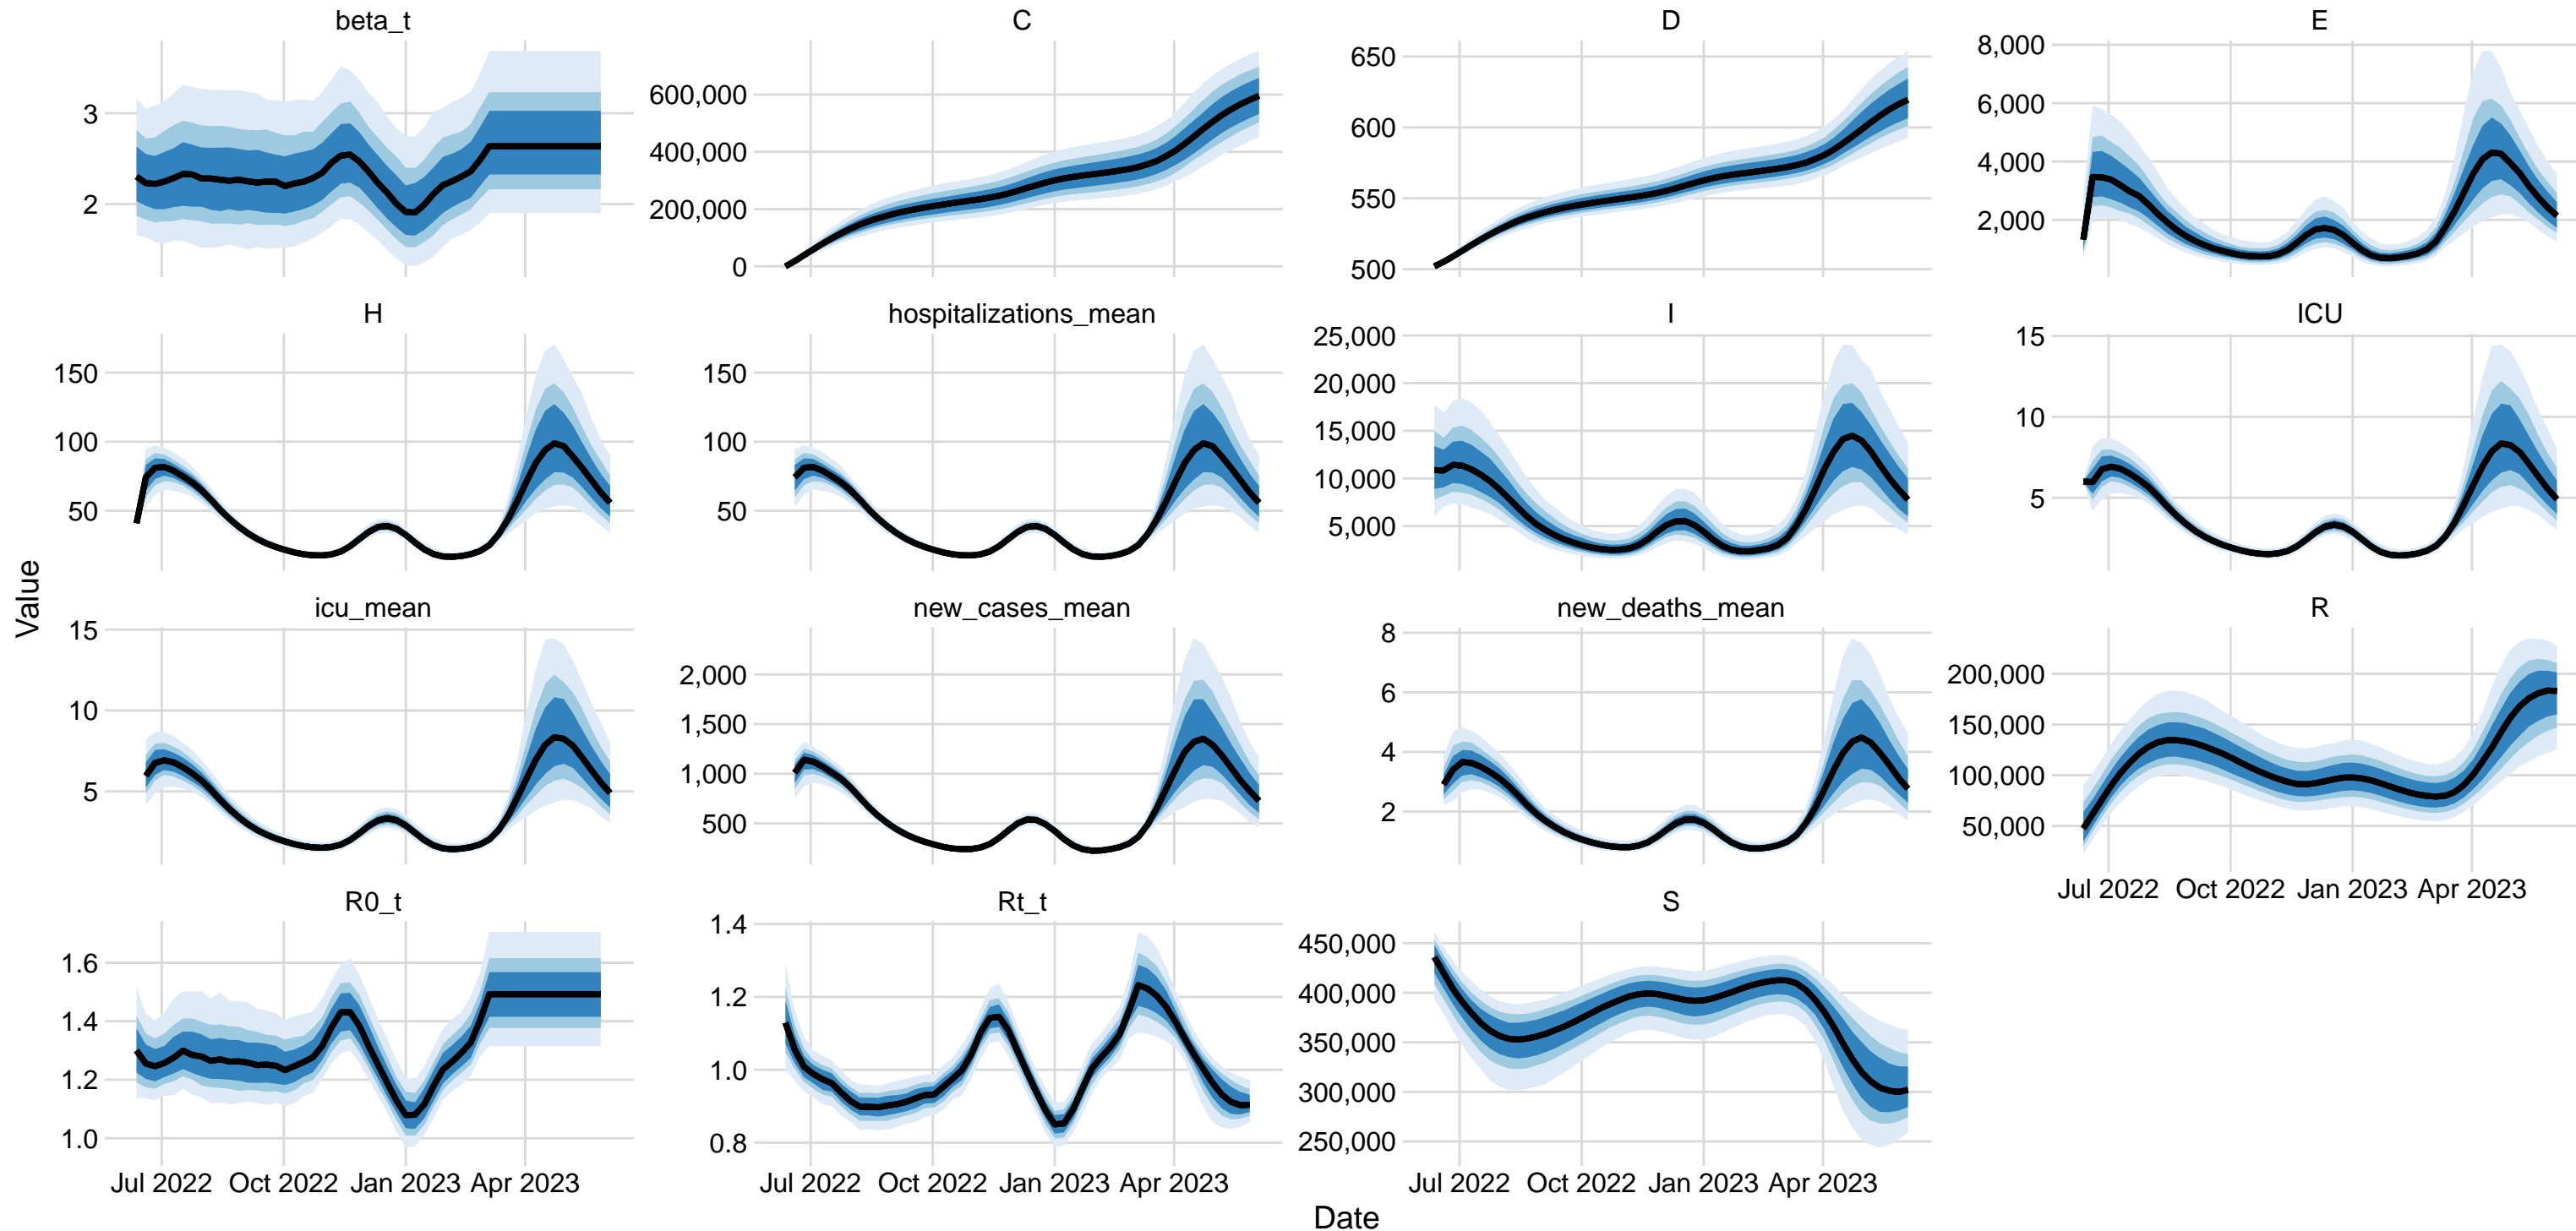 beta_t
C
D
E
3
2
600,000
400,000
200,000
0
650
600
550
500
8,000
6,000
4,000
2,000
H
hospitalizations_mean
I
ICU
150
100
50
150
100
50
25,000
20,000
15,000
10,000
5,000
15
10
5
Value
icu_mean
new_cases_mean
new_deaths_mean
R
15
10
5
2,000
1,500
1,000
500
8
6
4
2
200,000
150,000
100,000
50,000
Jul 2022 Oct 2022 Jan 2023 Apr 2023
R0_t
Rt_t
S
1.6
1.4
1.2
1.0
1.4
1.2
1.0
0.8
450,000
400,000
350,000
300,000
250,000
Jul 2022 Oct 2022 Jan 2023 Apr 2023
Jul 2022 Oct 2022 Jan 2023 Apr 2023
Jul 2022 Oct 2022 Jan 2023 Apr 2023
Date